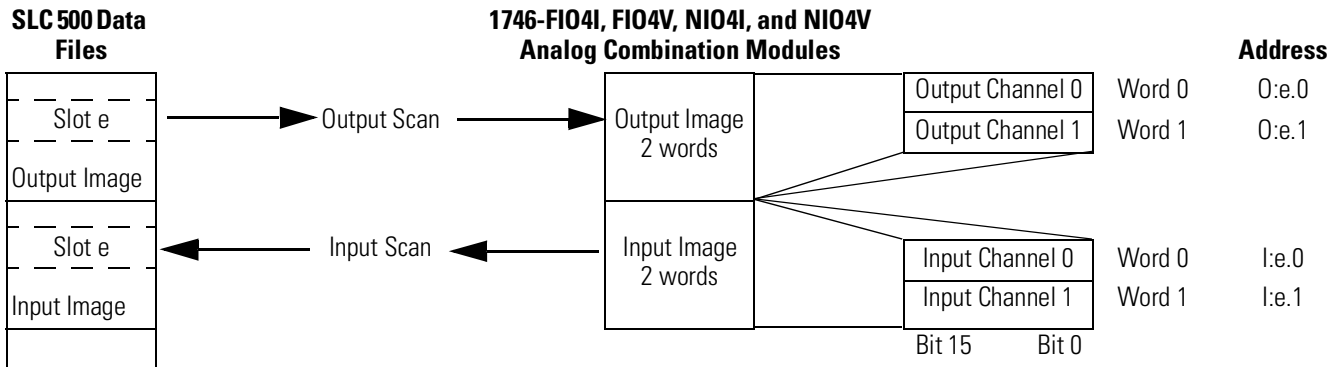 SLC 500 Data
Files
1746-FIO4I, FIO4V, NIO4I, and NIO4V
Analog Combination Modules
Address
Slot e
Output Image
Output Scan
Output Image
2 words
Output Channel 0 Word 0 O:e.0
Output Channel 1 Word 1 O:e.1
Slot e
Input Image
Input Scan
Input Image
2 words
Input Channel 0 Word 0 I:e.0
Input Channel 1 Word 1 I:e.1
Bit 15 Bit 0